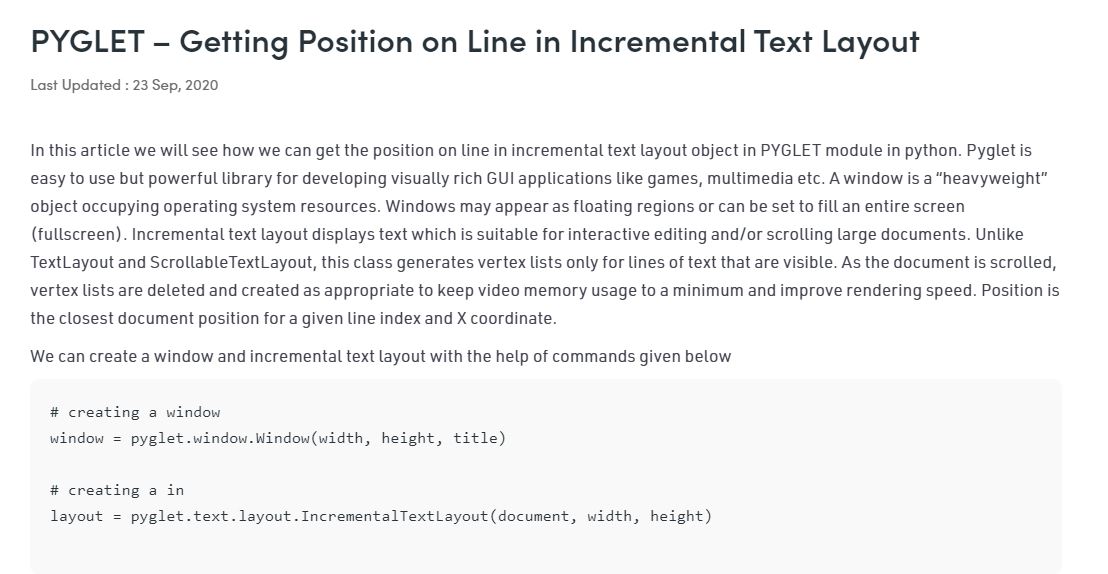 PYGLET – Getting Position on Line in Incremental Text Layout
Last Updated : 23 Sep, 2020
In this article we will see how we can get the position on line in incremental text layout object in PYGLET module in python. Pyglet is
easy to use but powerful library for developing visually rich GUI applications like games, multimedia etc. A window is a “heavyweight”
object occupying operating system resources. Windows may appear as floating regions or can be set to fill an entire screen
(fullscreen). Incremental text layout displays text which is suitable for interactive editing and/or scrolling large documents. Unlike
TextLayout and ScrollableTextLayout, this class generates vertex lists only for lines of text that are visible. As the document is scrolled,
vertex lists are deleted and created as appropriate to keep video memory usage to a minimum and improve rendering speed. Position is
the closest document position for a given line index and X coordinate.
We can create a window and incremental text layout with the help of commands given below
# creating a window
window = pyglet.window.Window(width, height, title)
# creating a in
layout = pyglet.text.layout.IncrementalTextLayout(document, width, height)